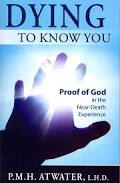 DYING
TO KNOW YOU
Proof of God
in the
Near-Death
Experience
P.M.H. ATWATER, L.H.D.